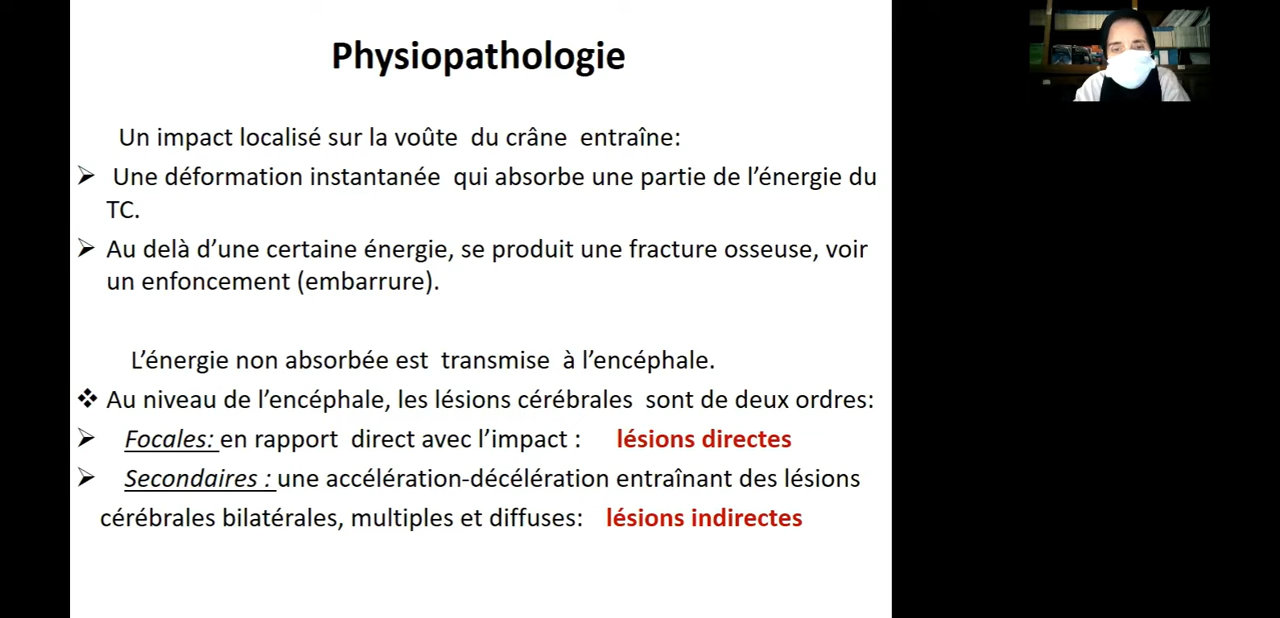 Physiopathologie
Un impact localisé sur la voûte du crâne entraîne:
➢ Une déformation instantanée qui absorbe une partie de l’énergie du
TC.
➢ Au delà d’une certaine énergie, se produit une fracture osseuse, voir
un enfoncement (embarrure).
L’énergie non absorbée est transmise à l’encéphale.
❖ Au niveau de l’encéphale, les lésions cérébrales sont de deux ordres:
➢ Focales: en rapport direct avec l’impact : lésions directes
➢ Secondaires : une accélération-décélération entraînant des lésions
cérébrales bilatérales, multiples et diffuses: lésions indirectes